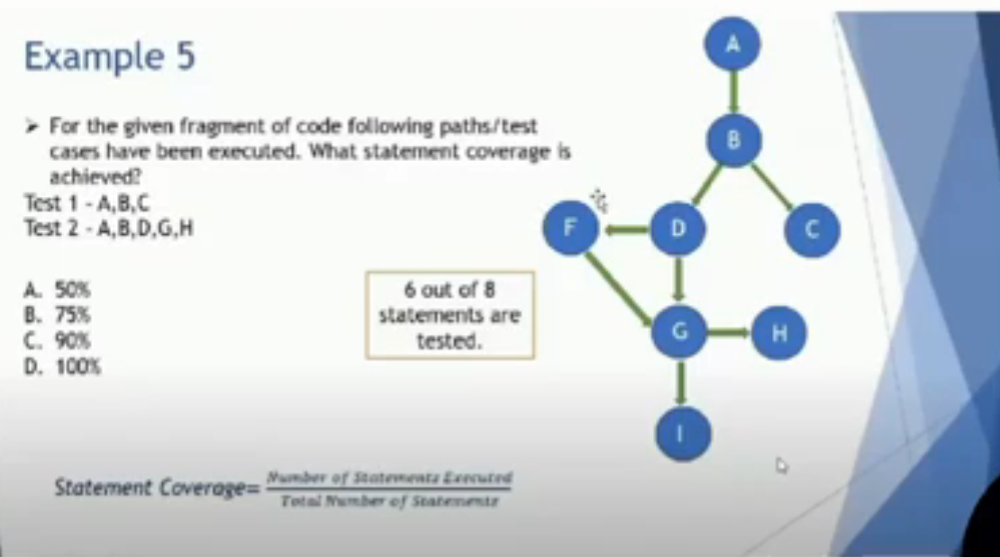 Example 5
➢ For the given fragment of code following paths/test
cases have been executed. What statement coverage is
achieved?
Test 1 - A,B,C
Test 2 - A,B,D,G,H
A. 50%
B. 75%
C. 90%
D. 100%
6 out of 8
statements are
tested.
Statement Coverage= Number of Statements Executed
Total Number of Statements
A
B
F
D
C
G
H
I